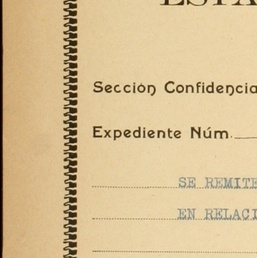 ESTA
Sección Confidencia
Expediente Núm.
SE REMITE
EN RELACI